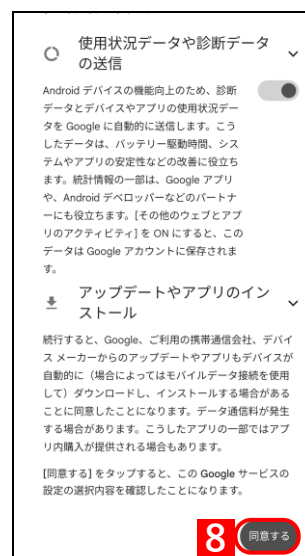 使用状況データや診断データ
の送信
Android デバイスの機能向上のため、診断
データとデバイスやアプリの使用状況デー
タを Google に自動的に送信します。こう
したデータは、バッテリー駆動時間、シス
テムやアプリの安定性などの改善に役立ち
ます。統計情報の一部は、Google アプリ
や、Android デベロッパーなどのパートナ
ーにも役立ちます。[その他のウェブとアプ
リのアクティビティ] を ON にすると、この
データは Google アカウントに保存されま
す。
アップデートやアプリのイン
ストール
続行すると、Google、ご利用の携帯通信会社、デバイ
ス メーカーからのアップデートやアプリもデバイスが
自動的に（場合によってはモバイルデータ接続を使用
して）ダウンロードし、インストールする場合がある
ことに同意したことになります。データ通信料が発生
する場合があります。こうしたアプリの一部ではアプ
リ内購入が提供される場合もあります。
[同意する] をタップすると、この Google サービスの
設定の選択内容を確認したことになります。
8 同意する